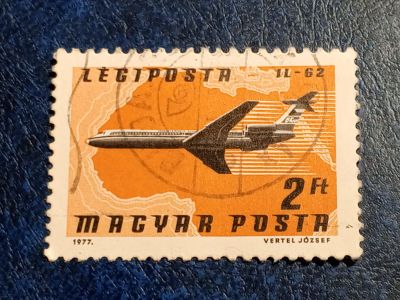 LÉGIPOSTA IL-62
2 Ft
MAGYAR POSTA
1977. VERTEL JÓZSEF